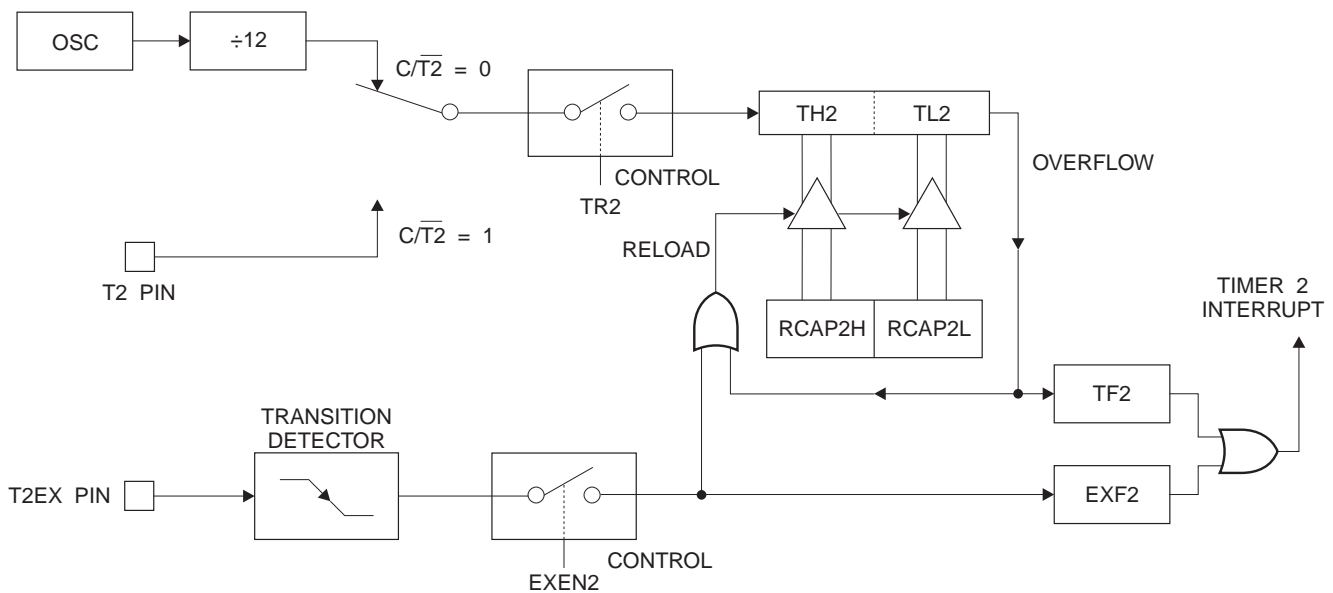 OSC
÷12
C/T2̅ = 0
TH2
TL2
OVERFLOW
CONTROL
TR2
C/T2̅ = 1
RELOAD
T2 PIN
TIMER 2
INTERRUPT
RCAP2H
RCAP2L
TF2
TRANSITION
DETECTOR
T2EX PIN
EXF2
CONTROL
EXEN2